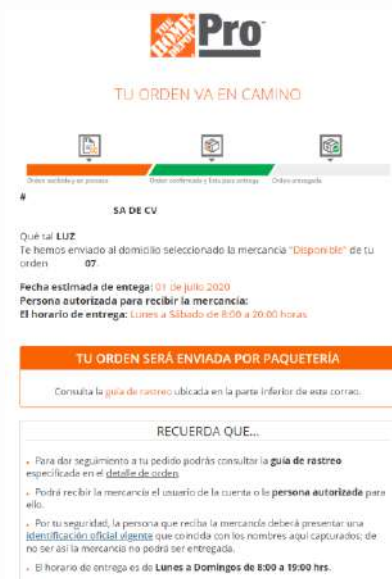 THE HOME DEPOT Pro
TU ORDEN VA EN CAMINO
Orden recibida y en proceso Orden confirmada y lista para entrega Orden entregada
#
SA DE CV
Qué tal LUZ
Te hemos enviado al domicilio seleccionado la mercancía "Disponible" de tu
orden 07.
Fecha estimada de entega: 01 de julio 2020
Persona autorizada para recibir la mercancía:
El horario de entrega: Lunes a Sábado de 8:00 a 20:00 horas
TU ORDEN SERÁ ENVIADA POR PAQUETERÍA
Consulta la guía de rastreo ubicada en la parte inferior de este correo.
RECUERDA QUE...
• Para dar seguimiento a tu pedido podrás consultar la guía de rastreo
especificada en el detalle de orden.
• Podrá recibir la mercancía el usuario de la cuenta o la persona autorizada para
ello.
• Por tu seguridad, la persona que reciba la mercancía deberá presentar una
identificación oficial vigente que coincida con los nombres aquí capturados; de
no ser así la mercancía no podrá ser entregada.
• El horario de entrega es de Lunes a Domingos de 8:00 a 19:00 hrs.